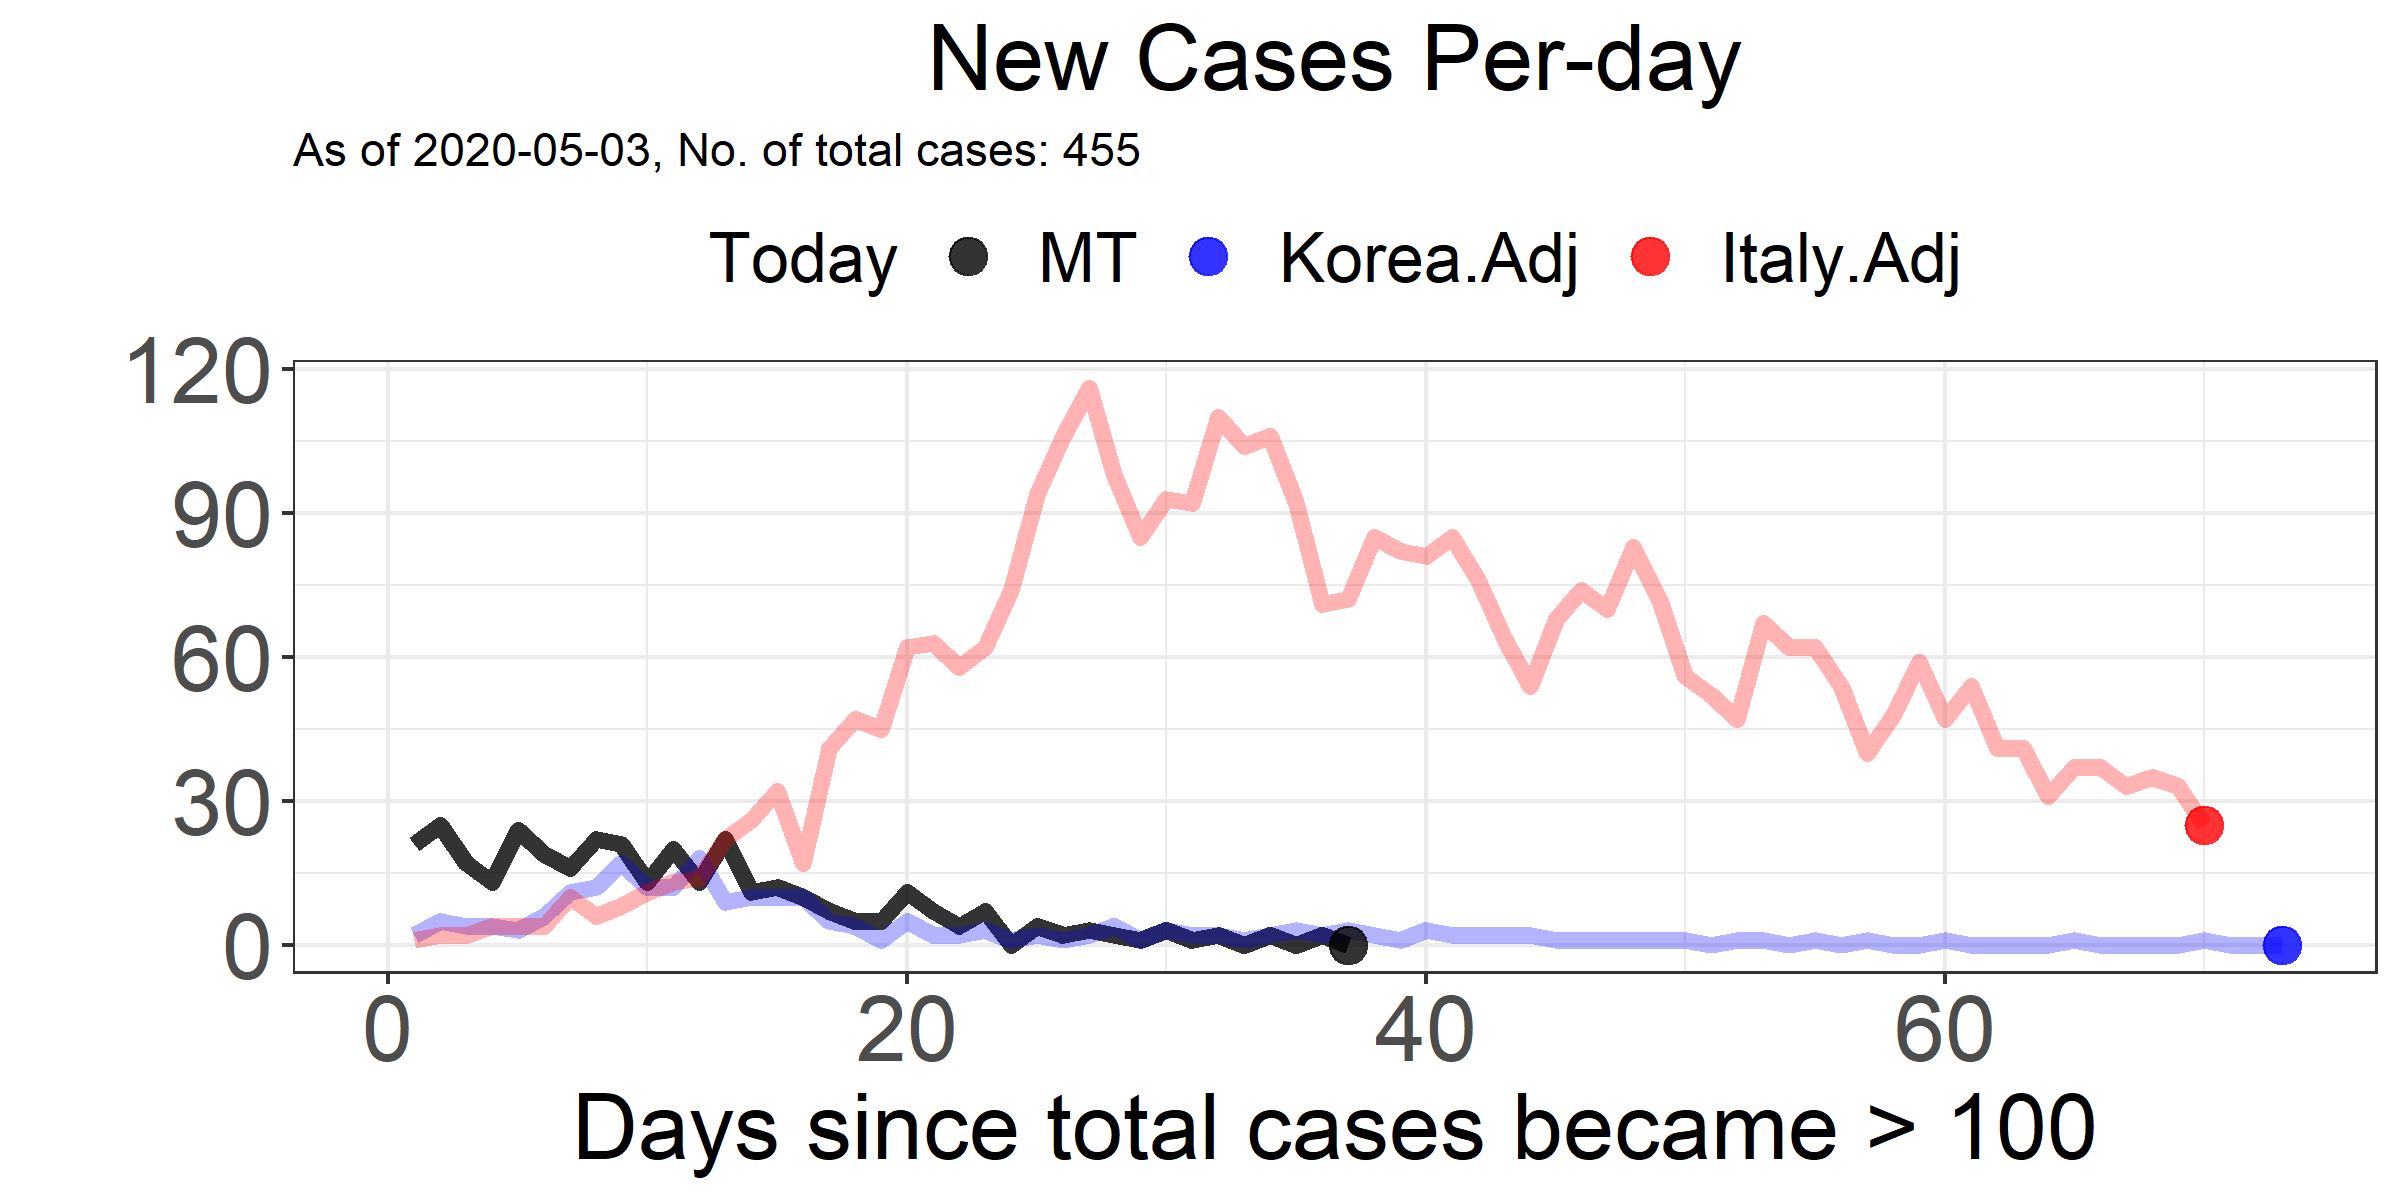 New Cases Per-day
As of 2020-05-03, No. of total cases: 455
Today MT Korea.Adj Italy.Adj
120
90
60
30
0
0 20 40 60
Days since total cases became > 100